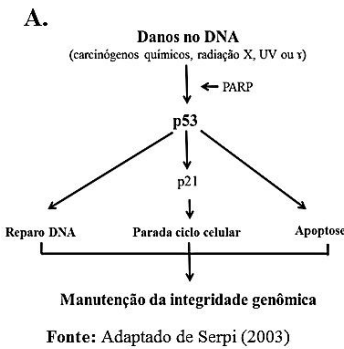 A.
Danos no DNA
(carcinógenos químicos, radiação X, UV ou γ)
PARP
p53
p21
Reparo DNA Parada ciclo celular Apoptose
Manutenção da integridade genômica
Fonte: Adaptado de Serpi (2003)